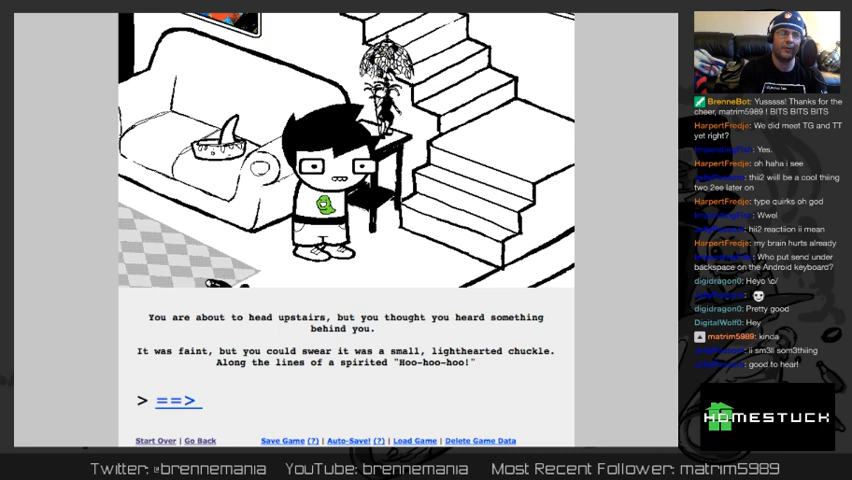 You are about to head upstairs, but you thought you heard something
behind you.
It was faint, but you could swear it was a small, lighthearted chuckle.
Along the lines of a spirited "Hoo-hoo-hoo!"
> ==>
Start Over | Go Back
Save Game (?) | Auto-Save! (?) | Load Game | Delete Game Data
BrenneBot: Yusssss! Thanks for the
cheer, matrim5989 ! BITS BITS BITS
HarpertFredje: We did meet TG and TT
yet right?
Yes.
HarpertFredje: oh haha i see
thii2 will be a cool thiing
two 2ee later on
HarpertFredje: type quirks oh god
Wwel
hii2 reactiion ii mean
HarpertFredje: my brain hurts already
Who put send under
backspace on the Android keyboard?
digidragon0: Heyo \o/
digidragon0: Pretty good
DigitalWolf0: Hey
matrim5989: kinda
ii sm3ll som3thiing
good to hear!
HOMESTUCK
Twitter: @brennemania YouTube: brennemania Most Recent Follower: matrim5989